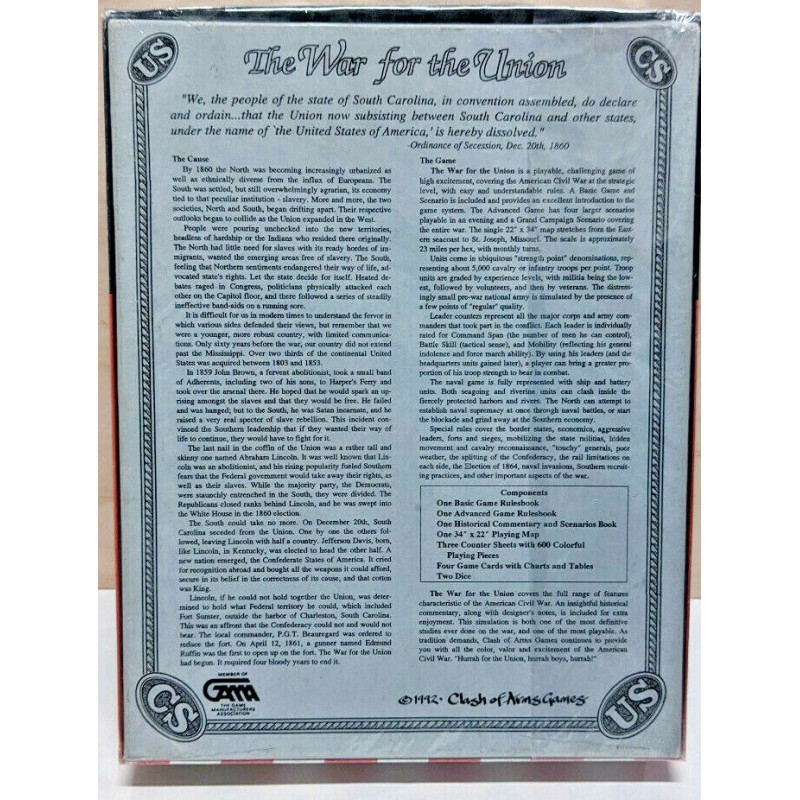 US
CS
The War for the Union
"We, the people of the state of South Carolina, in convention assembled, do declare
and ordain...that the Union now subsisting between South Carolina and other states,
under the name of 'the United States of America,' is hereby dissolved."
-Ordinance of Secession, Dec. 20th, 1860
The Cause
By 1860 the North was becoming increasingly urbanized as
well as ethnically diverse from the influx of Europeans. The
South was settled, but still overwhelmingly agrarian, its economy
tied to that peculiar institution - slavery. More and more, the two
societies, North and South, began drifting apart. Their respective
outlooks began to collide as the Union expanded in the West.
People were pouring unchecked into the new territories,
headless of hardship or the Indians who resided there originally.
The North had little need for slaves with its ready hordes of im-
migrants, wanted the emerging areas free of slavery. The South,
feeling that Northern sentiments endangered their way of life, ad-
vocated state's rights. Let the state decide for itself. Heated de-
bates raged in Congress, politicians physically attacked each
other on the Capitol floor, and there followed a series of steadily
ineffective band-aids on a running sore.
It is difficult for us in modern times to understand the fervor in
which various sides defended their views, but remember that we
were a younger, more robust country, with limited communica-
tions. Only sixty years before the war, our country did not extend
past the Mississippi. Over two thirds of the continental United
States was acquired between 1803 and 1853.
In 1859 John Brown, a fervent abolitionist, took a small band
of Adherents, including two of his sons, to Harper's Ferry and
took over the arsenal there. He hoped that he would spark an up-
rising amongst the slaves and that they would be free. He failed
and was hanged; but to the South, he was Satan incarnate, and he
raised a very real specter of slave rebellion. This incident con-
vinced the Southern leadership that if they wanted their way of
life to continue, they would have to fight for it.
The last nail in the coffin of the Union was a rather tall and
skinny one named Abraham Lincoln. It was well known that Lin-
coln was an abolitionist, and his rising popularity fueled Southern
fears that the Federal government would take away their rights, as
well as their slaves. While the majority party, the Democrats,
were staunchly entrenched in the South, they were divided. The
Republicans closed ranks behind Lincoln, and he was swept into
the White House in the 1860 election.
The South could take no more. On December 20th, South
Carolina seceded from the Union. One by one the others fol-
lowed, leaving Lincoln with half a country. Jefferson Davis, born,
like Lincoln, in Kentucky, was elected to head the other half. A
new nation emerged, the Confederate States of America. It cried
for recognition abroad and bought all the weapons it could afford,
secure in its belief in the correctness of its cause, and that cotton
was King.
Lincoln, if he could not hold together the Union, was deter-
mined to hold what Federal territory be could, which included
Fort Sumter, outside the harbor of Charleston, South Carolina.
This was an affront that the Confederacy could not and would not
bear. The local commander, P.G.T. Beauregard was ordered to
reduce the fort. On April 12, 1861, a gunner named Edmund
Ruffin was the first to open up on the fort. The War for the Union
had begun. It required four bloody years to end it.
The Game
The War for the Union is a playable, challenging game of
high excitement, covering the American Civil War at the strategic
level, with easy and understandable rules. A Basic Game and
Scenario is included and provides an excellent introduction to the
game system. The Advanced Game has four larger scenarios
playable in an evening and a Grand Campaign Scenario covering
the entire war. The single 22" x 34" map stretches from the East-
ern seacoast to St. Joseph, Missouri. The scale is approximately
23 miles per hex, with monthly turns.
Units come in ubiquitous "strength point" denominations, rep-
resenting about 5,000 cavalry or infantry troops per point. Troop
units are graded by experience levels, with militia being the low-
est, followed by volunteers, and then by veterans. The distress-
ingly small pre-war national army is simulated by the presence of
a few points of "regular" quality.
Leader counters represent all the major corps and army com-
manders that took part in the conflict. Each leader is individually
rated for Command Span (the number of men he can control),
Battle Skill (tactical sense), and Mobility (reflecting his general
indolence and force march ability). By using his leaders (and the
headquarters units gained later), a player can bring a greater pro-
portion of his troop strength to bear in combat.
The naval game is fully represented with ship and battery
units. Both seagoing and riverine units can clash inside the
fiercely protected harbors and rivers. The North can attempt to
establish naval supremacy at once through naval battles, or start
the blockade and grind away at the Southern economy.
Special rules cover the border states, economics, aggressive
leaders, forts and sieges, mobilizing the state militias, hidden
movement and cavalry reconnaissance, "touchy" generals, poor
weather, the splitting of the Confederacy, the rail limitations on
each side, the Election of 1864, naval invasions, Southern recruit-
ing practices, and other important aspects of the war.
Components
One Basic Game Rulesbook
One Advanced Game Rulesbook
One Historical Commentary and Scenarios Book
One 34" x 22" Playing Map
Three Counter Sheets with 600 Colorful
Playing Pieces
Four Game Cards with Charts and Tables
Two Dice
The War for the Union covers the full range of features
characteristic of the American Civil War. An insightful historical
commentary, along with designer's notes, is included for extra
enjoyment. This simulation is both one of the most definitive
studies ever done on the war, and one of the most playable. As
tradition demands, Clash of Arms Games continues to provide
you with all the color, valor and excitement of the American
Civil War. "Hurrah for the Union, hurrah boys, hurrah!"
CS
MEMBER OF
GAMA
THE GAME
MANUFACTURERS
ASSOCIATION
©1992 · Clash of Arms Games
US